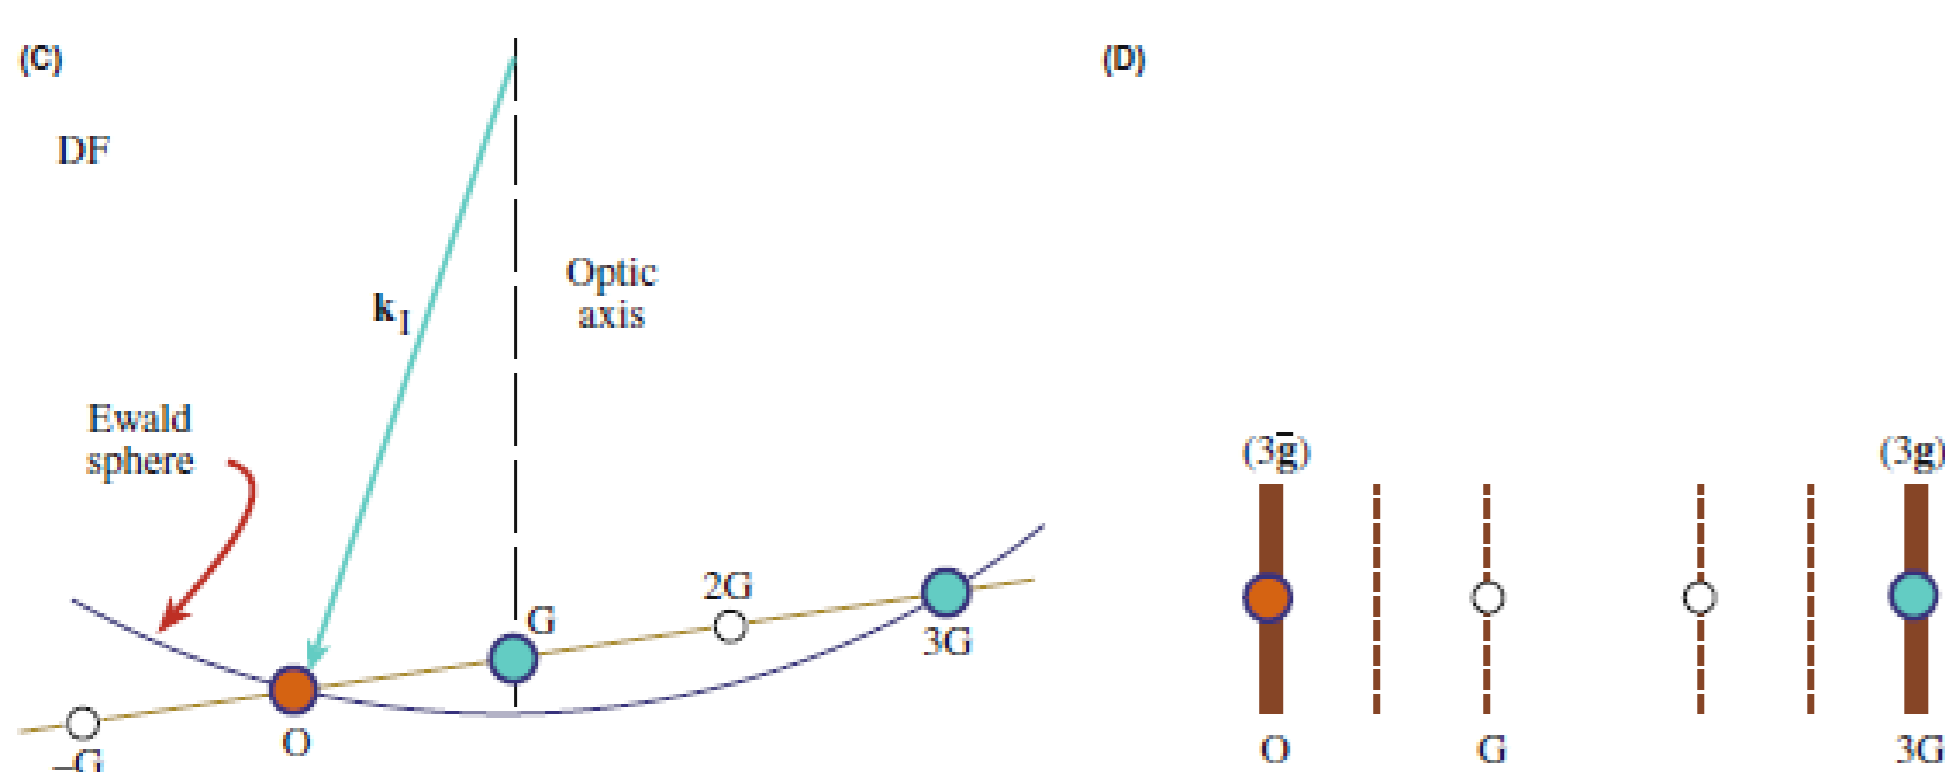 (C)
DF
k_I
Optic
axis
Ewald
sphere
G
2G
3G
O
–G
(D)
(3g̅)
(3g)
O
G
3G